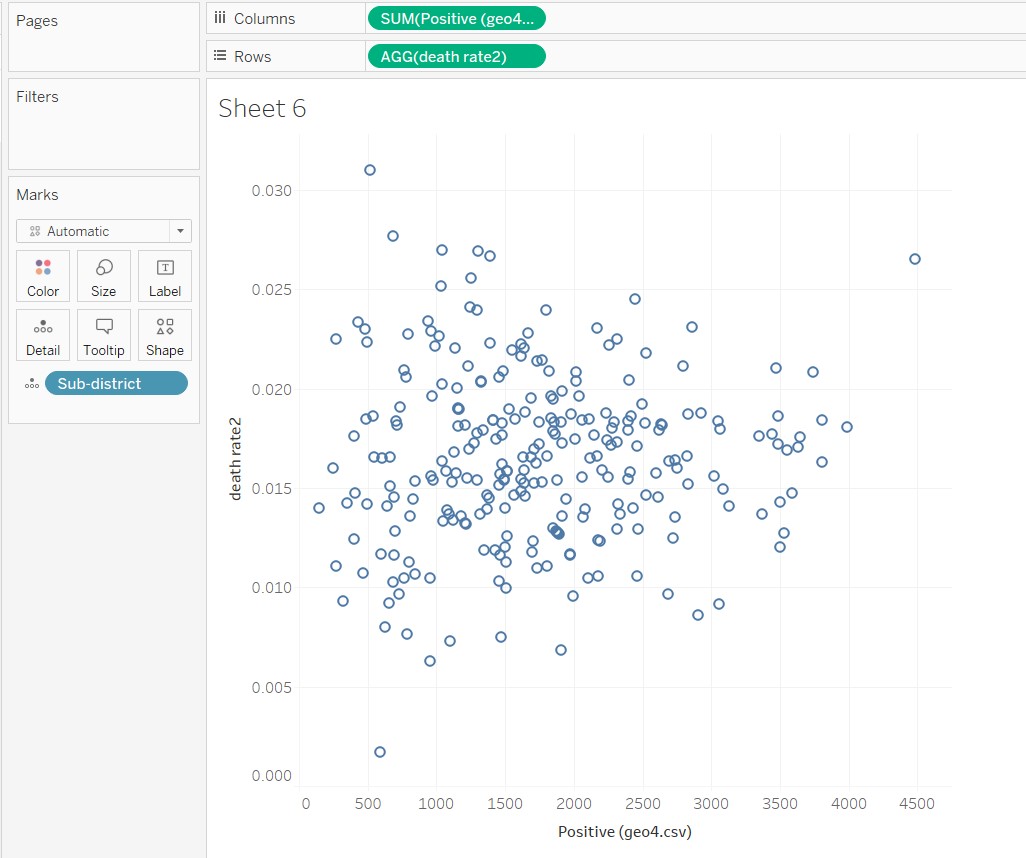 Pages
Columns
SUM(Positive (geo4...
Rows
AGG(death rate2)
Filters
Marks
Automatic
Color
Size
Label
Detail
Tooltip
Shape
Sub-district
Sheet 6
0.030
0.025
0.020
0.015
0.010
0.005
0.000
death rate2
0 500 1000 1500 2000 2500 3000 3500 4000 4500
Positive (geo4.csv)